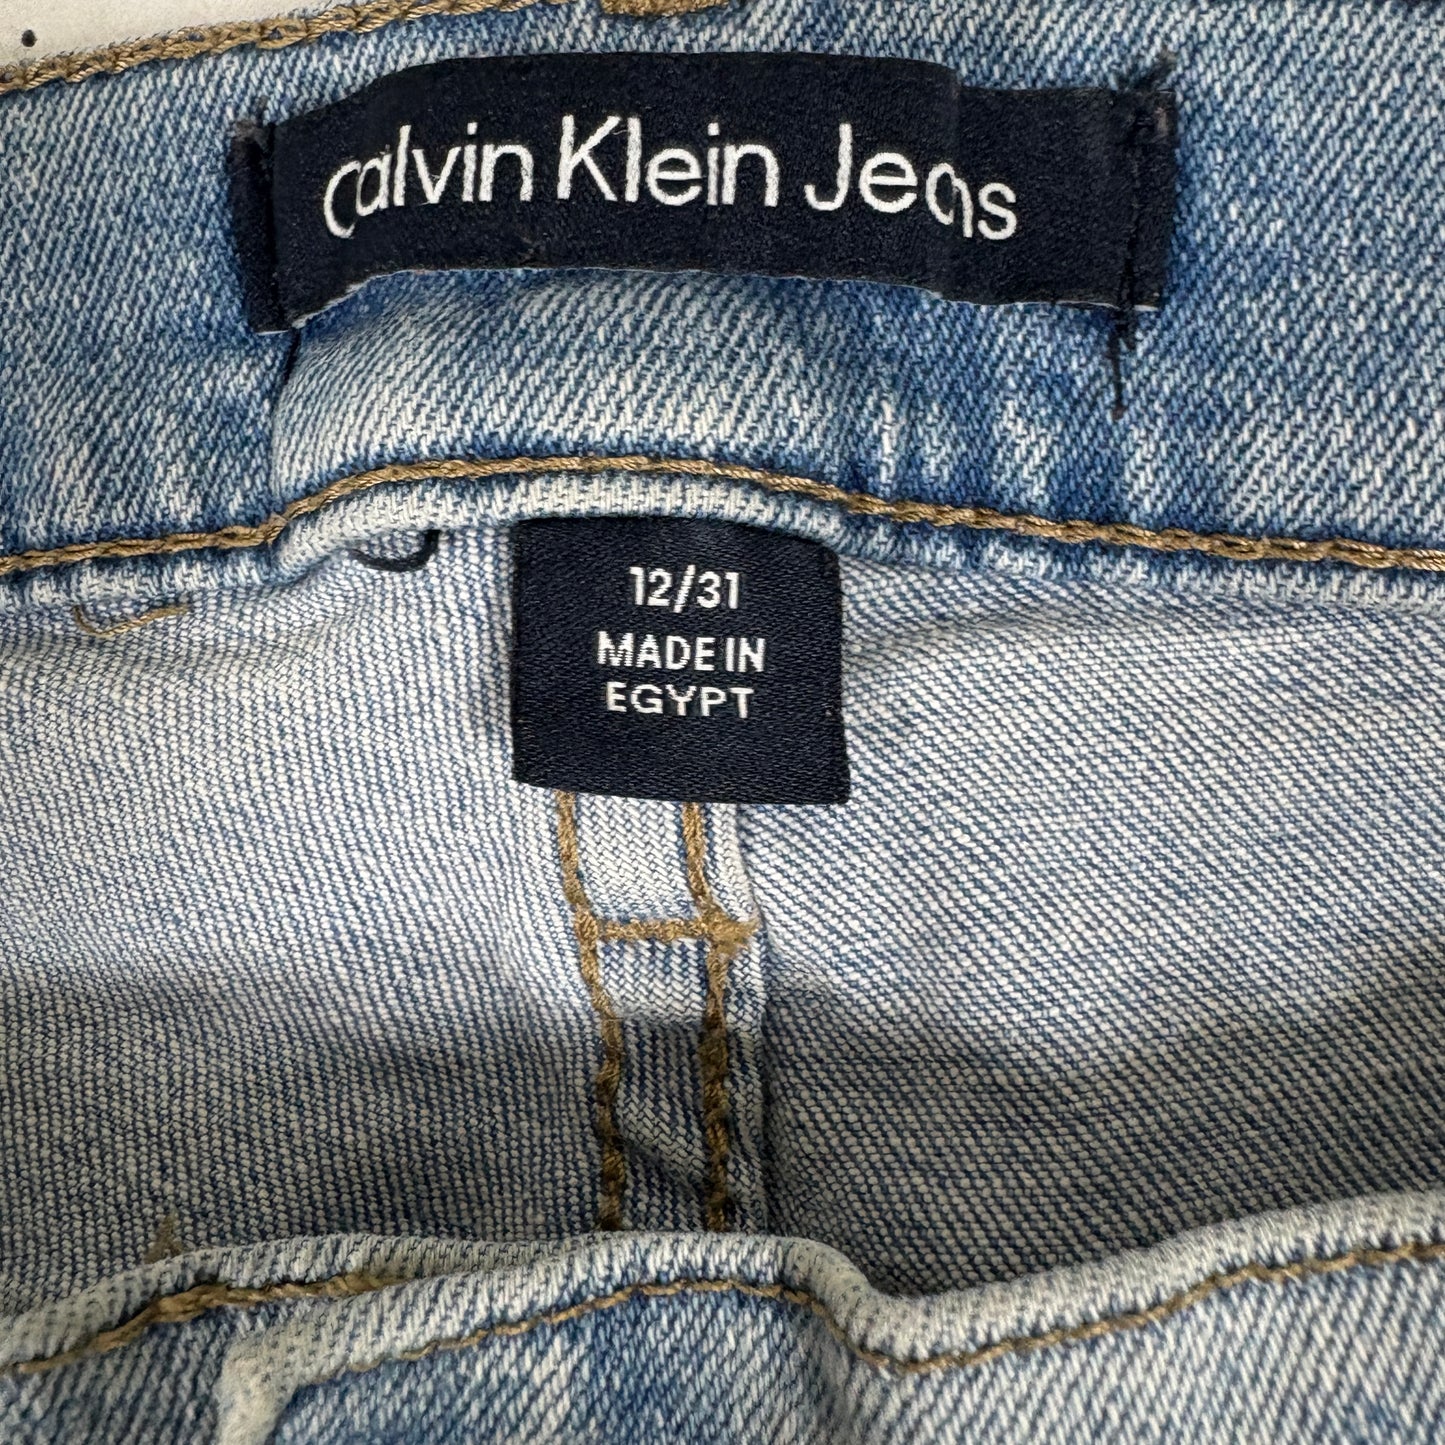 Calvin Klein Jeans
12/31
MADE IN
EGYPT